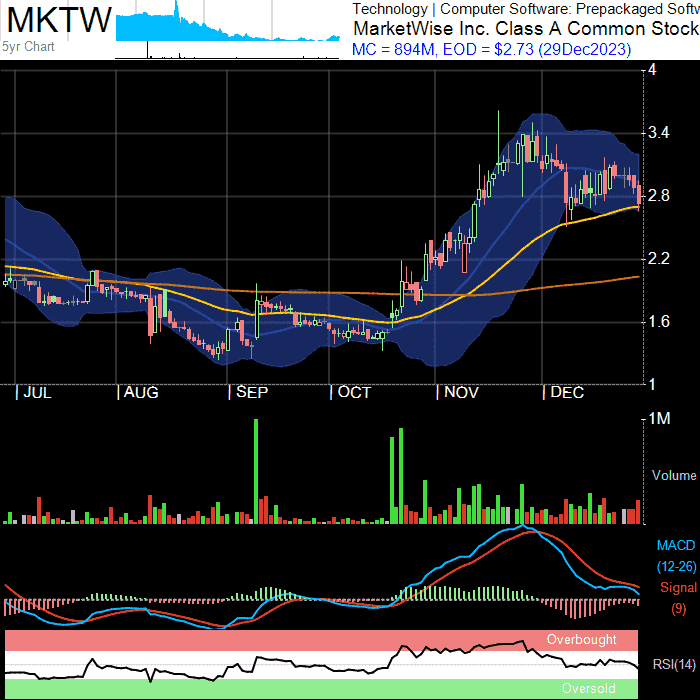 MKTW
5yr Chart
Technology | Computer Software: Prepackaged Softw
MarketWise Inc. Class A Common Stock
MC = 894M, EOD = $2.73 (29Dec2023)
4
3.4
2.8
2.2
1.6
1
JUL AUG SEP OCT NOV DEC
1M
Volume
MACD
(12-26)
Signal
(9)
Overbought
RSI(14)
Oversold